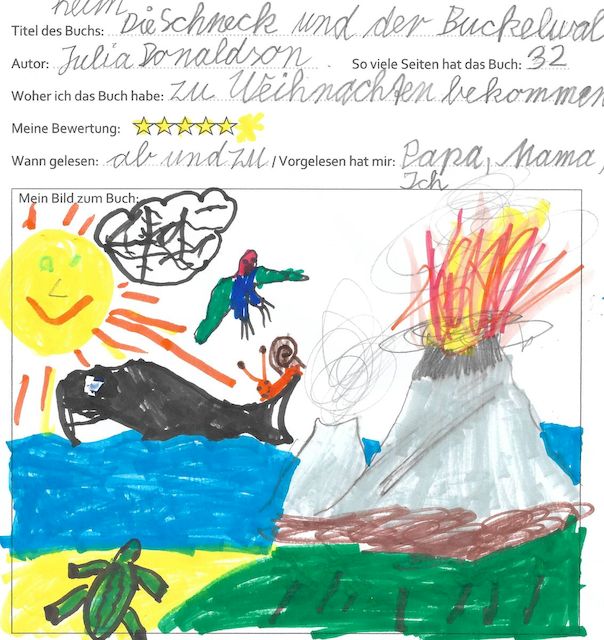 heim
Titel des Buchs: Die Schneck und der Buckelwal
Autor: Julia Donaldson So viele Seiten hat das Buch: 32
Woher ich das Buch habe: zu Weihnachten bekommen
Meine Bewertung:
Wann gelesen: ab und zu / Vorgelesen hat mir: Papa, Mama,
Ich
Mein Bild zum Buch: